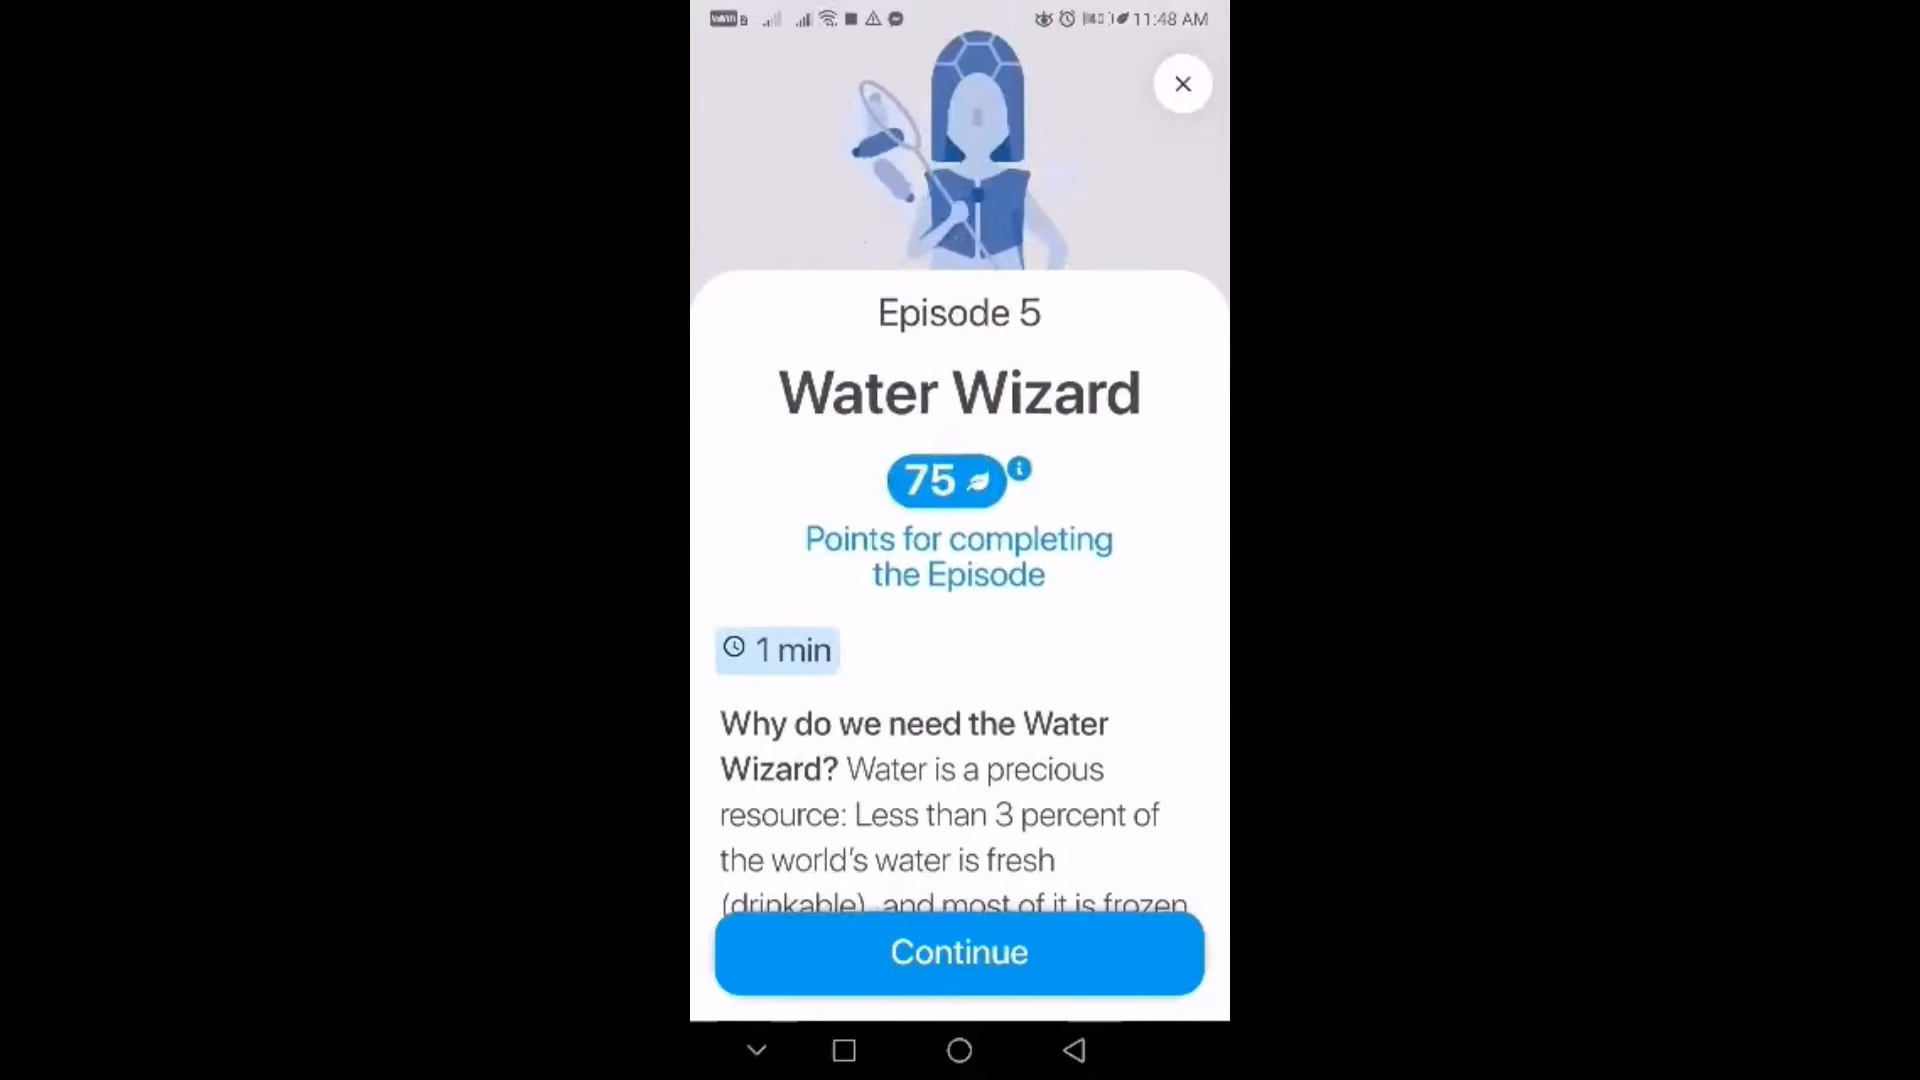 11:48 AM
Episode 5
Water Wizard
75
Points for completing
the Episode
1 min
Why do we need the Water
Wizard? Water is a precious
resource: Less than 3 percent of
the world's water is fresh
(drinkable), and most of it is frozen
Continue